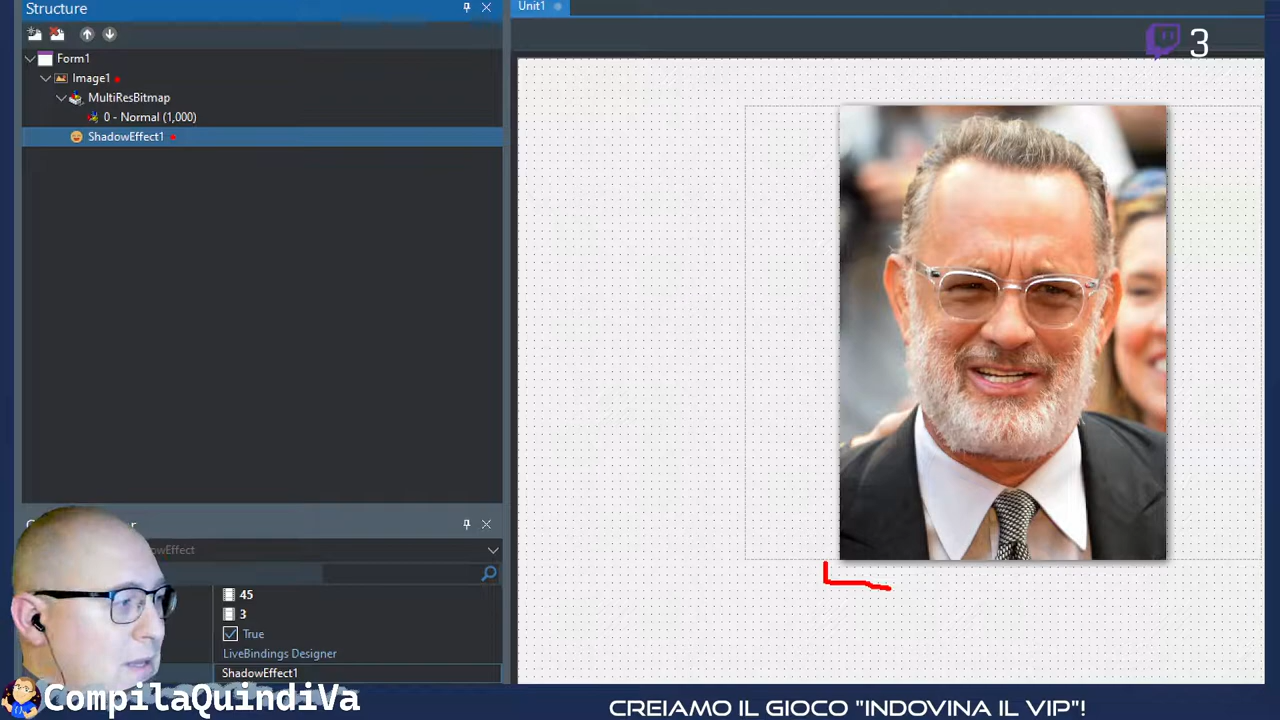 Structure
Unit1
3
Form1
Image1
MultiResBitmap
0 - Normal (1,000)
ShadowEffect1
45
3
True
LiveBindings Designer
ShadowEffect1
CompilaQuindiVa
CREIAMO IL GIOCO "INDOVINA IL VIP"!